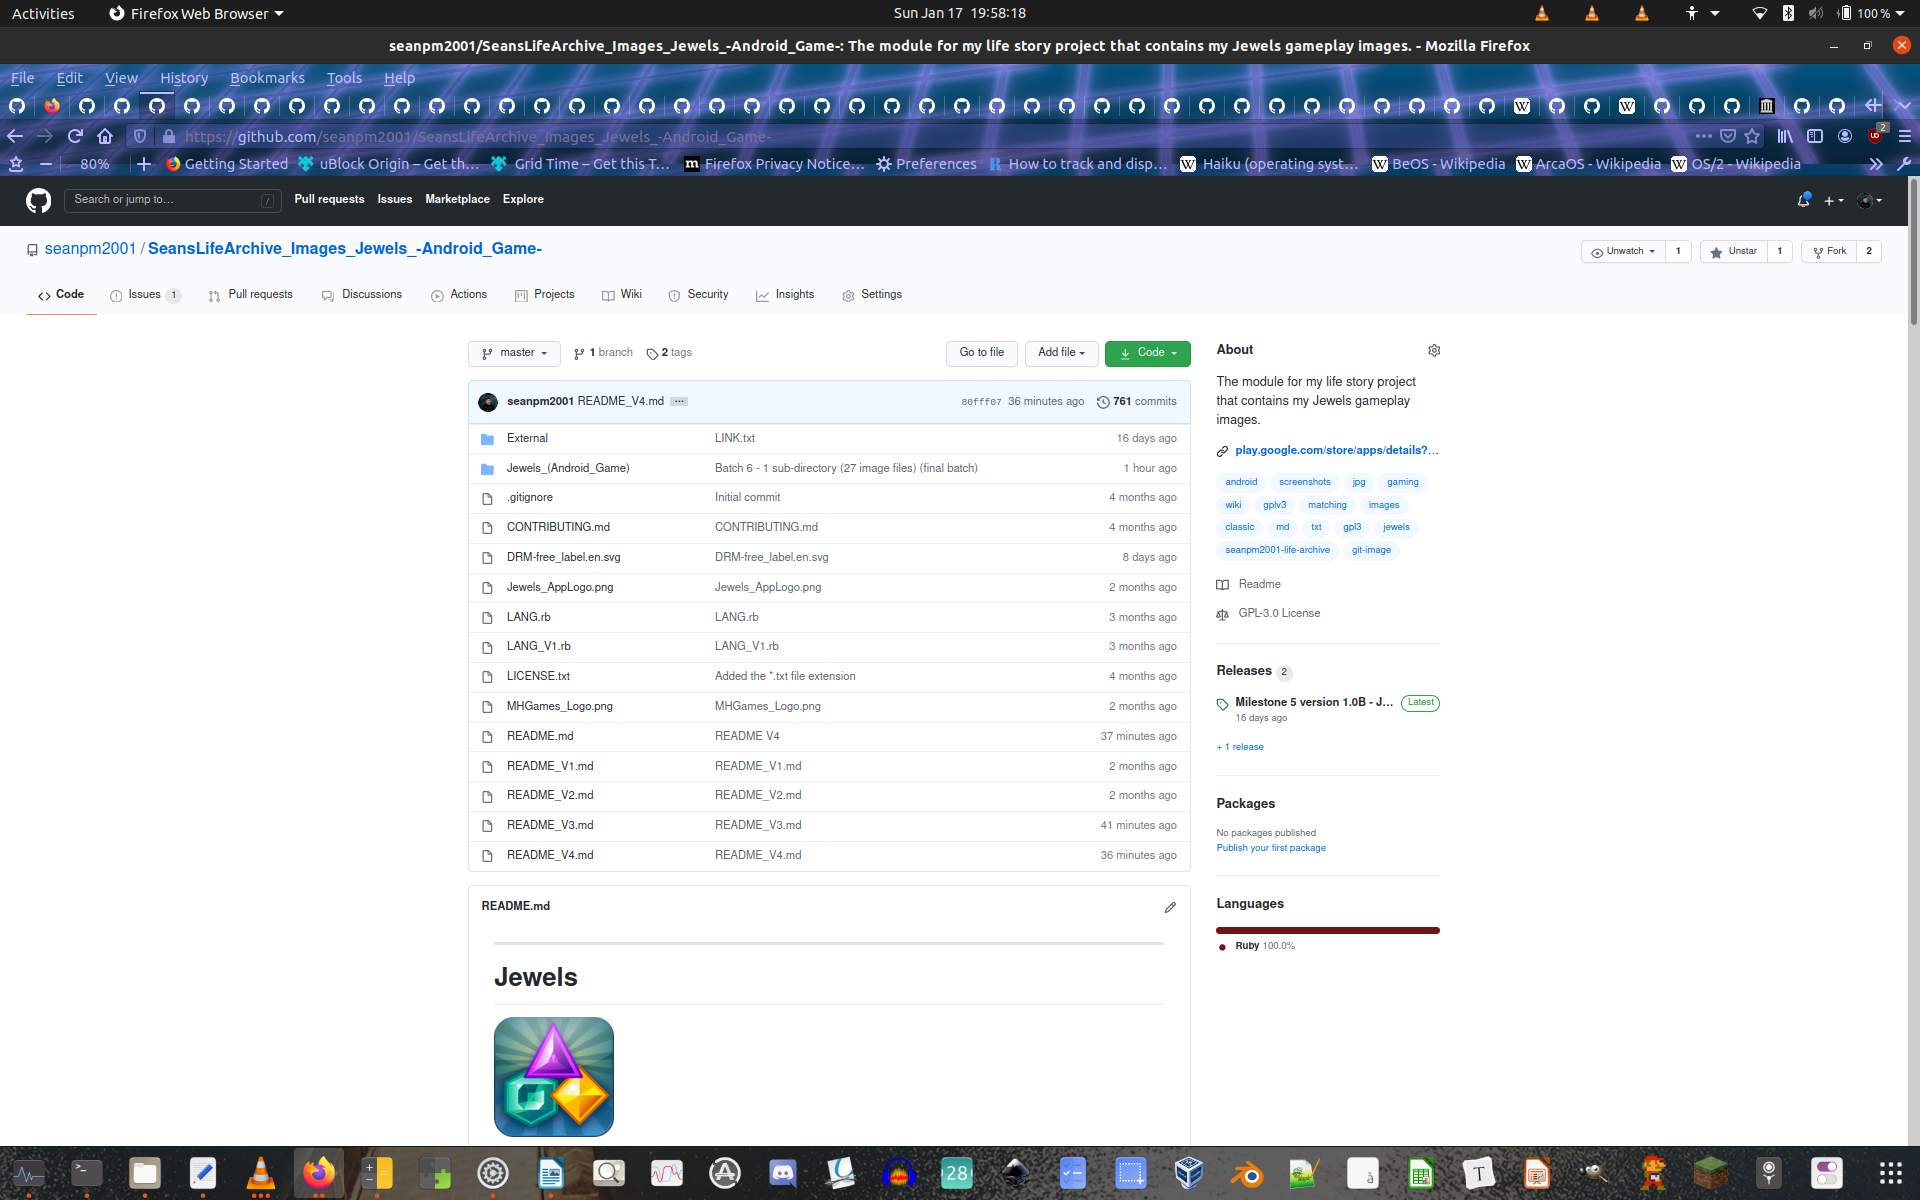 Activities Firefox Web Browser Sun Jan 17 19:58:18 100 %
seanpm2001/SeansLifeArchive_Images_Jewels_-Android_Game-: The module for my life story project that contains my Jewels gameplay images. - Mozilla Firefox
File Edit View History Bookmarks Tools Help
https://github.com/seanpm2001/SeansLifeArchive_Images_Jewels_-Android_Game- 2
80% Getting Started uBlock Origin – Get th… Grid Time – Get this T… Firefox Privacy Notice… Preferences How to track and disp… Haiku (operating syst… BeOS - Wikipedia ArcaOS - Wikipedia OS/2 - Wikipedia
Search or jump to… / Pull requests Issues Marketplace Explore
seanpm2001 / SeansLifeArchive_Images_Jewels_-Android_Game- Unwatch 1 Unstar 1 Fork 2
Code Issues 1 Pull requests Discussions Actions Projects Wiki Security Insights Settings
master 1 branch 2 tags Go to file Add file Code
seanpm2001 README_V4.md ... 80fff07 36 minutes ago 761 commits
External LINK.txt 16 days ago
Jewels_(Android_Game) Batch 6 - 1 sub-directory (27 image files) (final batch) 1 hour ago
.gitignore Initial commit 4 months ago
CONTRIBUTING.md CONTRIBUTING.md 4 months ago
DRM-free_label.en.svg DRM-free_label.en.svg 8 days ago
Jewels_AppLogo.png Jewels_AppLogo.png 2 months ago
LANG.rb LANG.rb 3 months ago
LANG_V1.rb LANG_V1.rb 3 months ago
LICENSE.txt Added the *.txt file extension 4 months ago
MHGames_Logo.png MHGames_Logo.png 2 months ago
README.md README V4 37 minutes ago
README_V1.md README_V1.md 2 months ago
README_V2.md README_V2.md 2 months ago
README_V3.md README_V3.md 41 minutes ago
README_V4.md README_V4.md 36 minutes ago
README.md
Jewels
About
The module for my life story project
that contains my Jewels gameplay
images.
play.google.com/store/apps/details?…
android screenshots jpg gaming
wiki gplv3 matching images
classic md txt gpl3 jewels
seanpm2001-life-archive git-image
Readme
GPL-3.0 License
Releases 2
Milestone 5 version 1.0B - J… Latest
16 days ago
+ 1 release
Packages
No packages published
Publish your first package
Languages
Ruby 100.0%
28